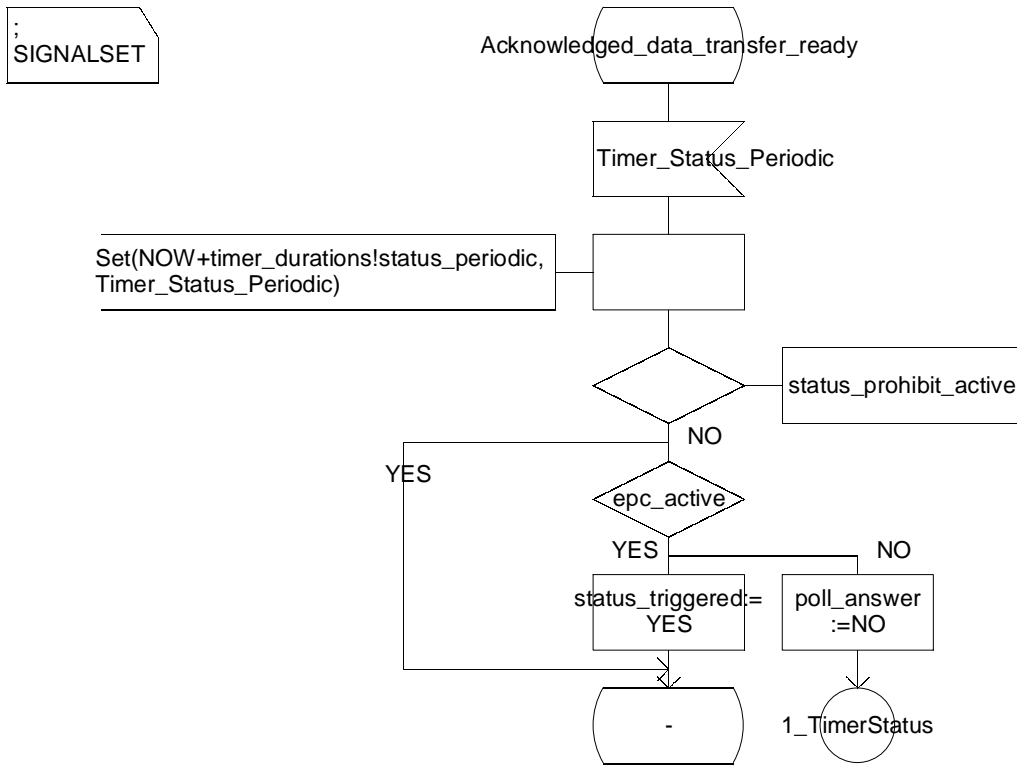 ;
SIGNALSET
Acknowledged_data_transfer_ready
Timer_Status_Periodic
Set(NOW+timer_durations!status_periodic,
Timer_Status_Periodic)
status_prohibit_active
NO
YES
epc_active
YES
NO
status_triggered:=
YES
poll_answer
:=NO
-
1_TimerStatus